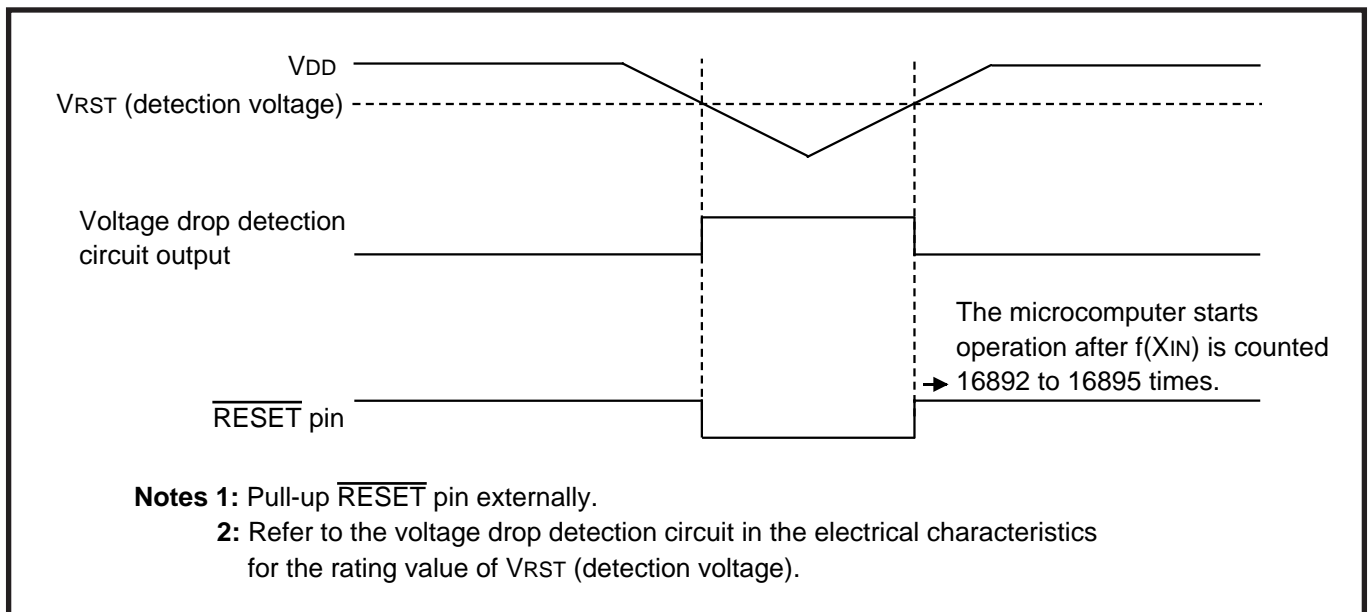 VDD
VRST (detection voltage)
Voltage drop detection
circuit output
The microcomputer starts
operation after f(XIN) is counted
16892 to 16895 times.
RESET pin
Notes 1: Pull-up RESET pin externally.
2: Refer to the voltage drop detection circuit in the electrical characteristics
for the rating value of VRST (detection voltage).